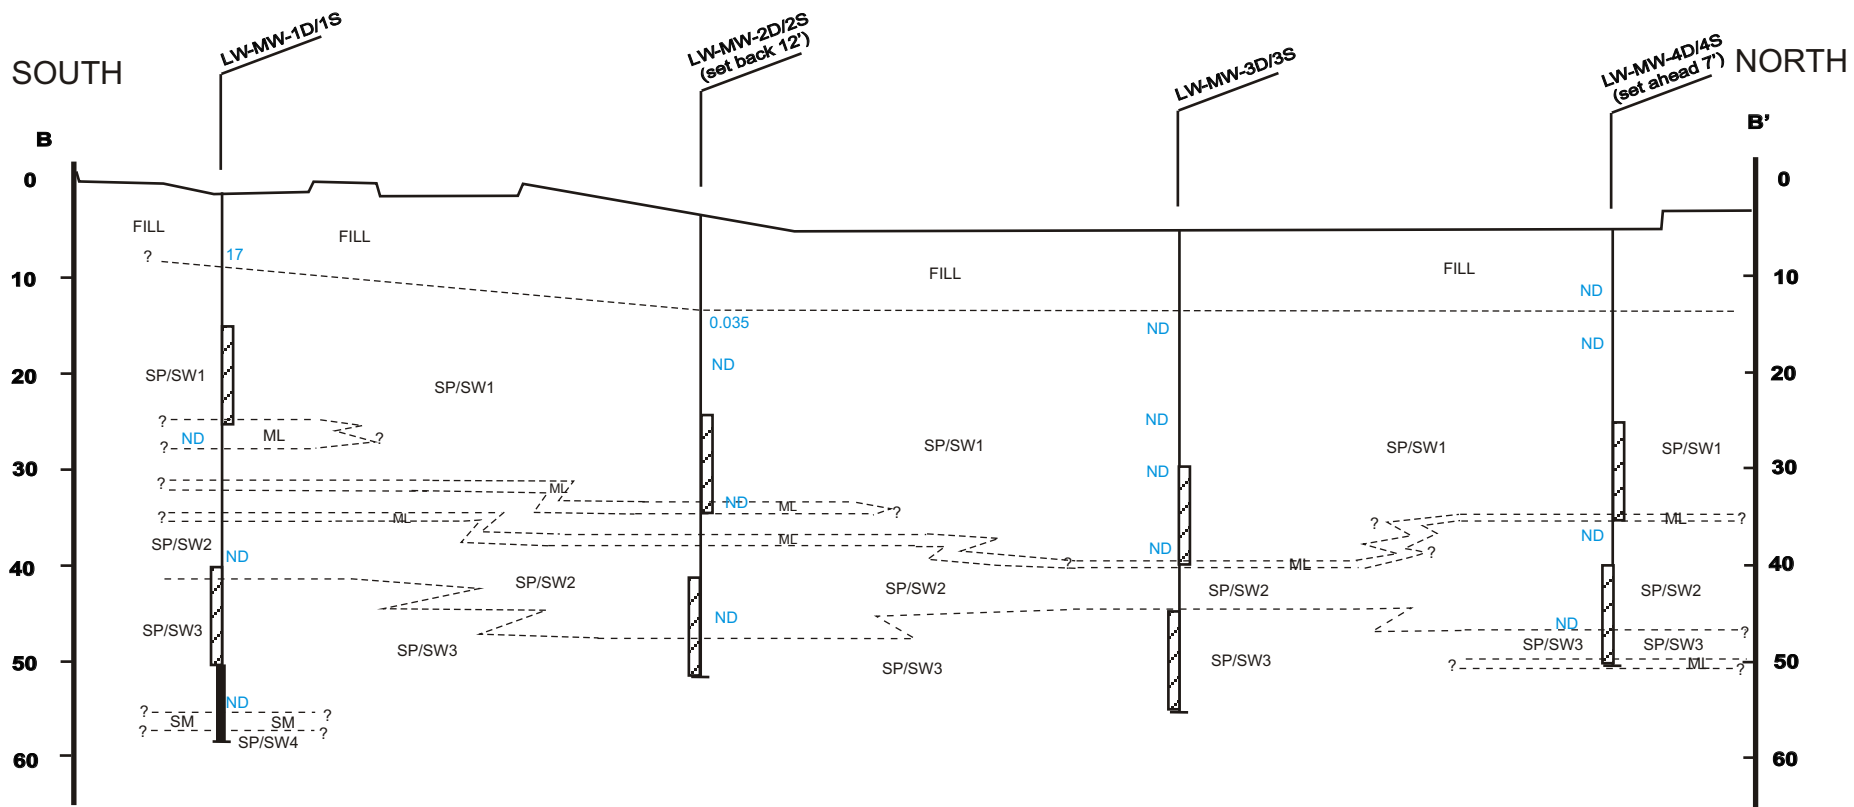 LW-MW-1D/1S
LW-MW-2D/2S
(set back 12')
LW-MW-3D/3S
LW-MW-4D/4S
(set ahead 7')
SOUTH
NORTH
B
B'
0
0
FILL
FILL
?
17
FILL
FILL
10
10
ND
0.035
ND
ND
ND
20
SP/SW1
SP/SW1
20
?
ND
ND
ML
?
?
SP/SW1
SP/SW1
SP/SW1
30
ND
30
?
ML
ND
ML
?
?
ML
?
ML
?
ND
ML
?
SP/SW2
ND
ND
?
ML
?
40
40
SP/SW2
SP/SW2
SP/SW2
SP/SW2
SP/SW3
ND
ND
?
SP/SW3
SP/SW3
SP/SW3
SP/SW3
SP/SW3
50
?
ML
?
50
ND
?
?
SM
SM
?
?
SP/SW4
60
60